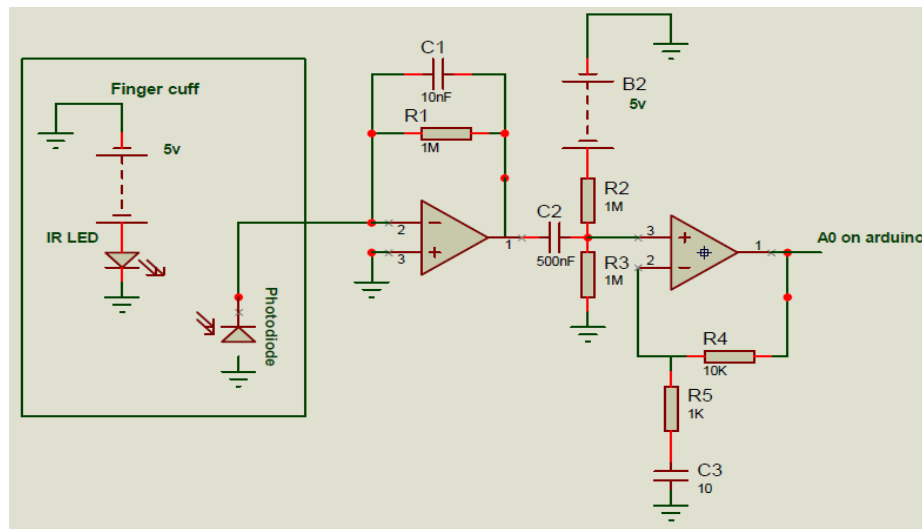 Finger cuff
5v
IR LED
Photodiode
C1
10nF
R1
1M
2
3
1
C2
500nF
B2
5v
R2
1M
R3
1M
3
2
1
A0 on arduino
R4
10K
R5
1K
C3
10